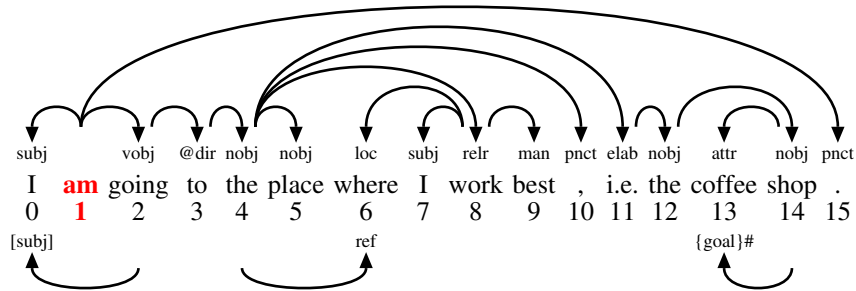 subj vobj @dir nobj nobj loc subj relr man pnct elab nobj attr nobj pnct
I am going to the place where I work best , i.e. the coffee shop .
0 1 2 3 4 5 6 7 8 9 10 11 12 13 14 15
[subj] ref {goal}#